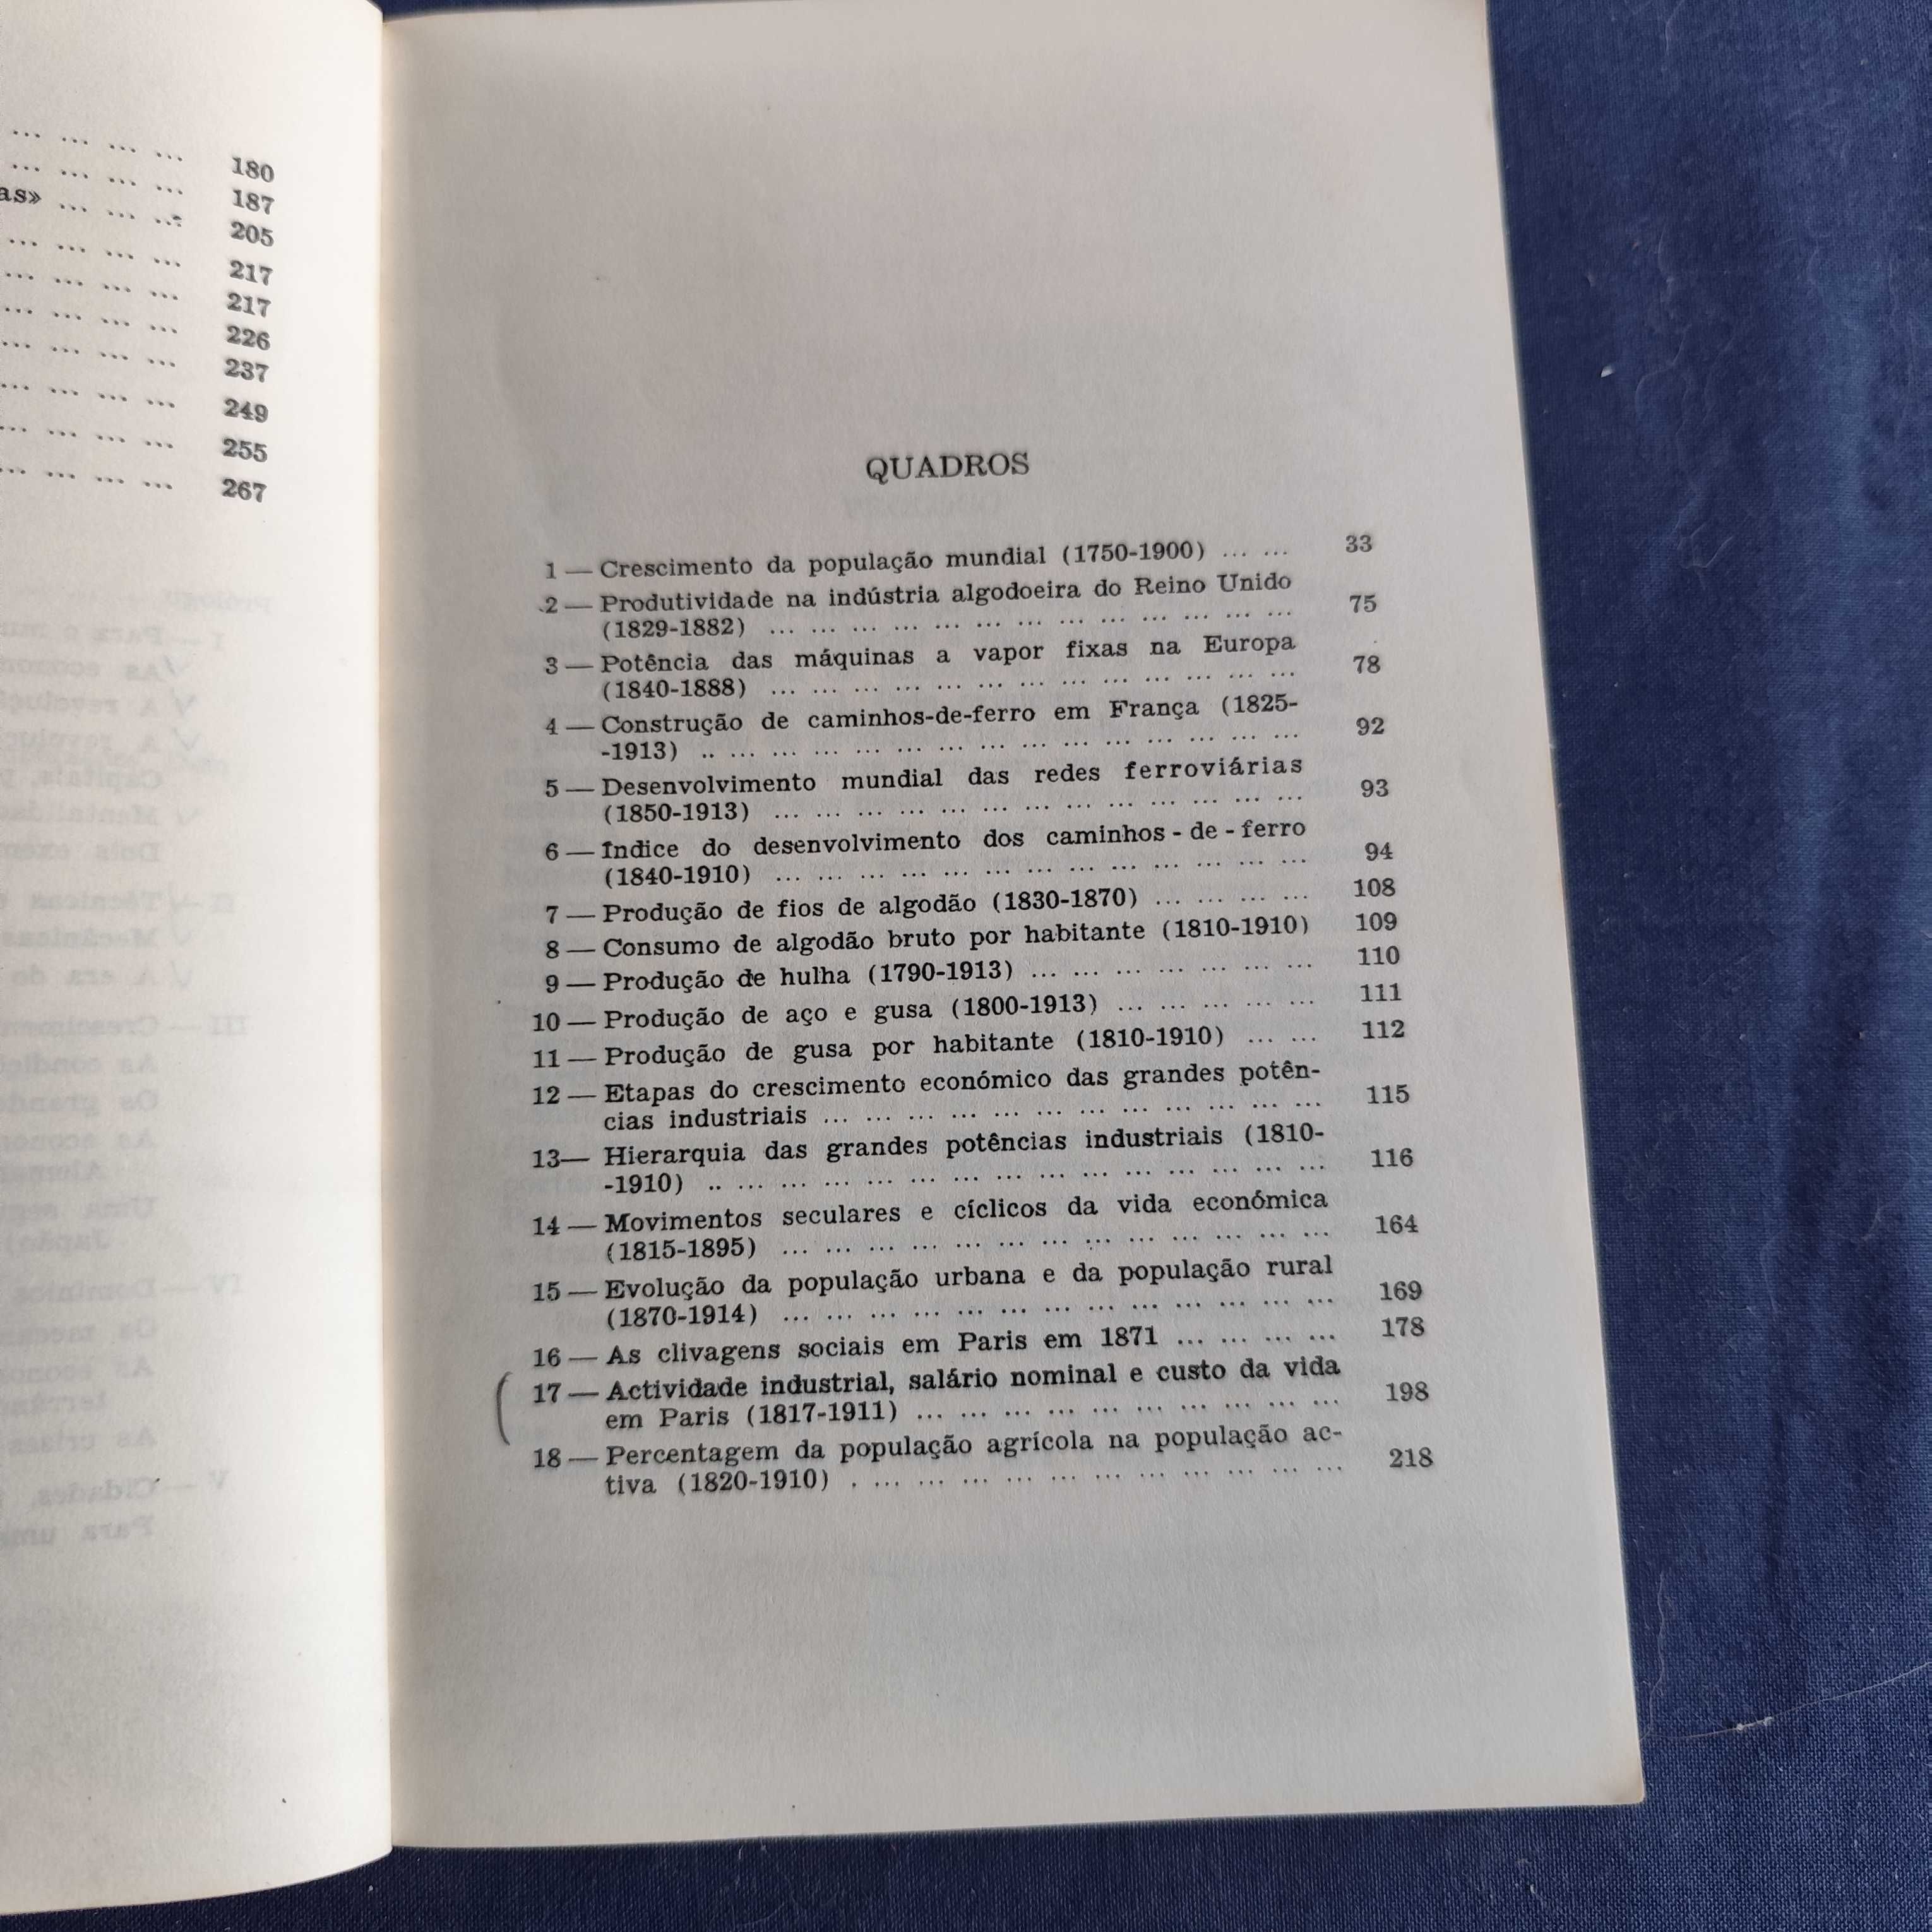 ... ... ... ... 180
... ... ... ... 187
as» ... ... ... 205
... ... ... ... 217
... ... ... ... 217
... ... ... ... 226
... ... ... ... 237
... ... ... ... 249
... ... ... ... 255
... ... ... ... 267
QUADROS
1 — Crescimento da população mundial (1750-1900) ... ... 33
2 — Produtividade na indústria algodoeira do Reino Unido
(1829-1882) ... ... ... ... ... ... ... ... ... ... ... ... ... 75
3 — Potência das máquinas a vapor fixas na Europa
(1840-1888) ... ... ... ... ... ... ... ... ... ... ... ... ... 78
4 — Construção de caminhos-de-ferro em França (1825-
-1913) .. ... ... ... ... ... ... ... ... ... ... ... ... ... ... 92
5 — Desenvolvimento mundial das redes ferroviárias
(1850-1913) ... ... ... ... ... ... ... ... ... ... ... ... ... 93
6 — Índice do desenvolvimento dos caminhos - de - ferro
(1840-1910) ... ... ... ... ... ... ... ... ... ... ... ... ... 94
7 — Produção de fios de algodão (1830-1870) ... ... ... ... 108
8 — Consumo de algodão bruto por habitante (1810-1910) 109
9 — Produção de hulha (1790-1913) ... ... ... ... ... ... ... 110
10 — Produção de aço e gusa (1800-1913) ... ... ... ... ... 111
11 — Produção de gusa por habitante (1810-1910) ... ... 112
12 — Etapas do crescimento económico das grandes potên-
cias industriais ... ... ... ... ... ... ... ... ... ... ... ... 115
13— Hierarquia das grandes potências industriais (1810-
-1910) .. ... ... ... ... ... ... ... ... ... ... ... ... ... ... 116
14 — Movimentos seculares e cíclicos da vida económica
(1815-1895) ... ... ... ... ... ... ... ... ... ... ... ... ... 164
15 — Evolução da população urbana e da população rural
(1870-1914) ... ... ... ... ... ... ... ... ... ... ... ... ... 169
16 — As clivagens sociais em Paris em 1871 ... ... ... ... 178
17 — Actividade industrial, salário nominal e custo da vida
em Paris (1817-1911) ... ... ... ... ... ... ... ... ... ... 198
18 — Percentagem da população agrícola na população ac-
tiva (1820-1910) . ... ... ... ... ... ... ... ... ... ... ... 218